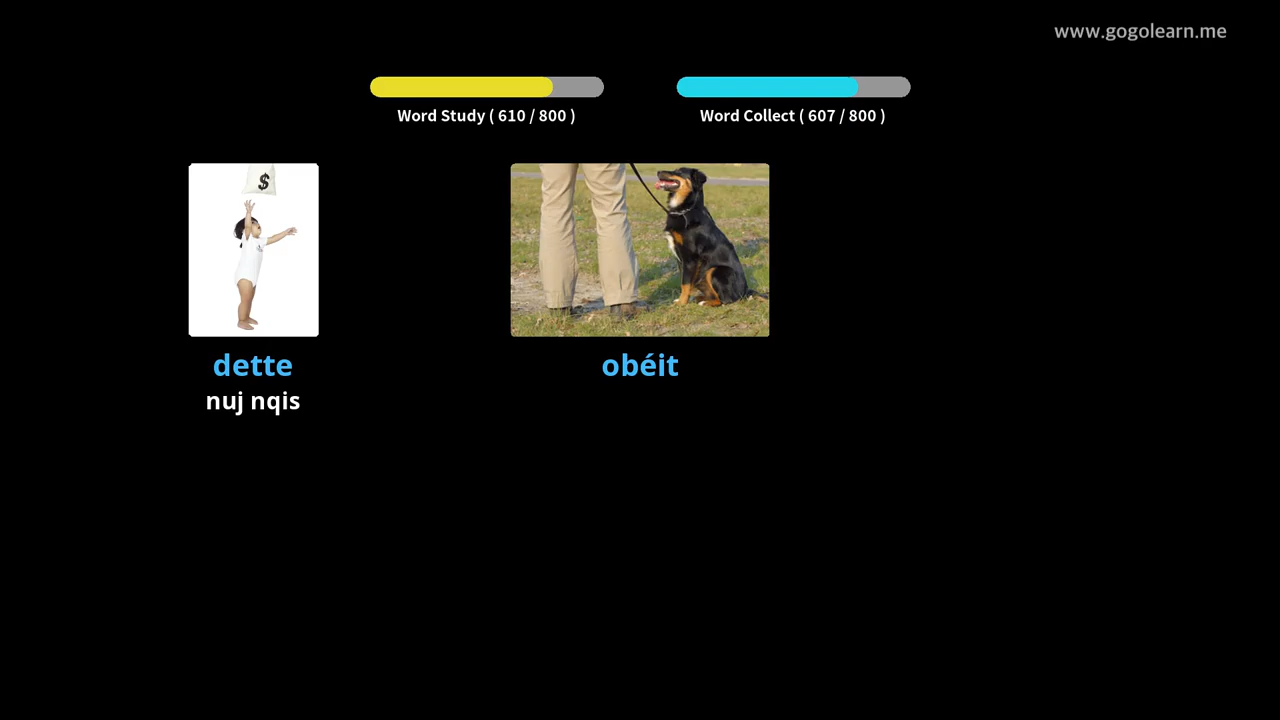 www.gogolearn.me
Word Study ( 610 / 800 )
Word Collect ( 607 / 800 )
$
dette
nuj nqis
obéit